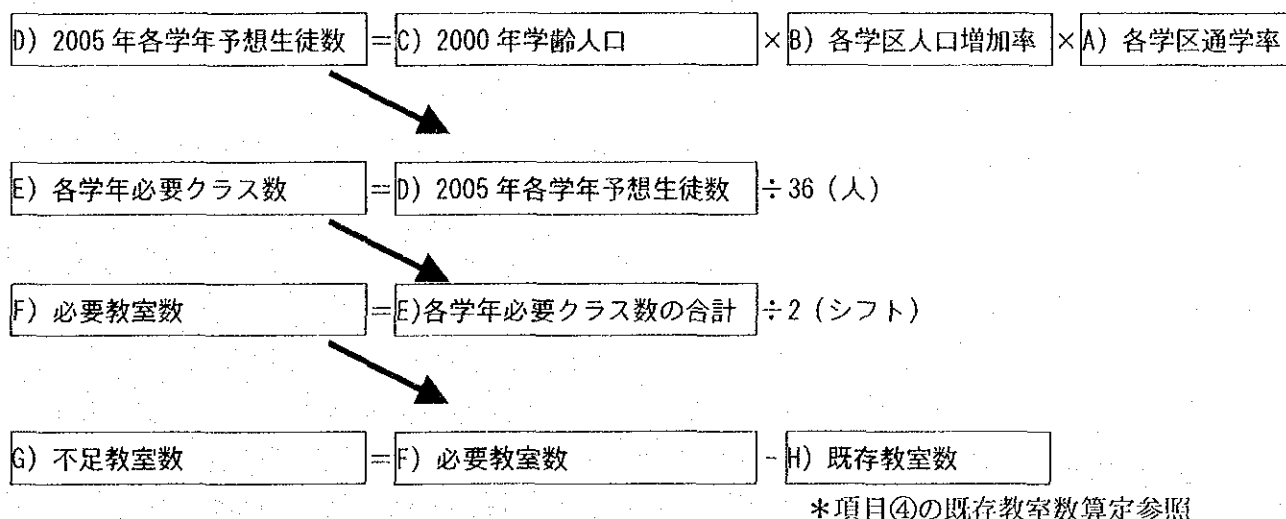 D) 2005年各学年予想生徒数 =C) 2000年学齢人口 ×B) 各学区人口増加率 ×A) 各学区通学率
E) 各学年必要クラス数 =D) 2005年各学年予想生徒数 ÷36(人)
F) 必要教室数 =E)各学年必要クラス数の合計 ÷2(シフト)
G) 不足教室数 =F) 必要教室数 -H) 既存教室数
*項目④の既存教室数算定参照